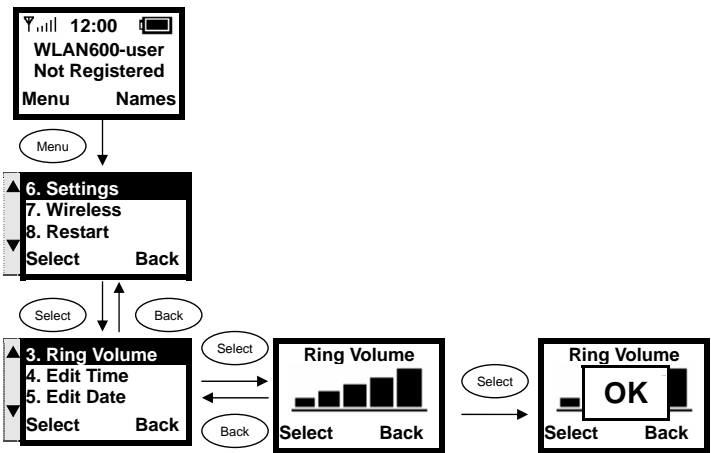 12:00
WLAN600-user
Not Registered
Menu Names
Menu
6. Settings
7. Wireless
8. Restart
Select Back
Select Back
3. Ring Volume
4. Edit Time
5. Edit Date
Select Back
Select
Back
Ring Volume
Select Back
Select
Ring Volume
OK
Select Back